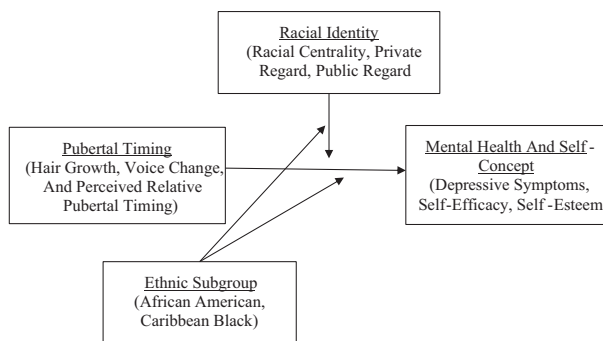 Racial Identity
(Racial Centrality, Private
Regard, Public Regard
Pubertal Timing
(Hair Growth, Voice Change,
And Perceived Relative
Pubertal Timing)
Mental Health And Self-
Concept
(Depressive Symptoms,
Self-Efficacy, Self-Esteem
Ethnic Subgroup
(African American,
Caribbean Black)